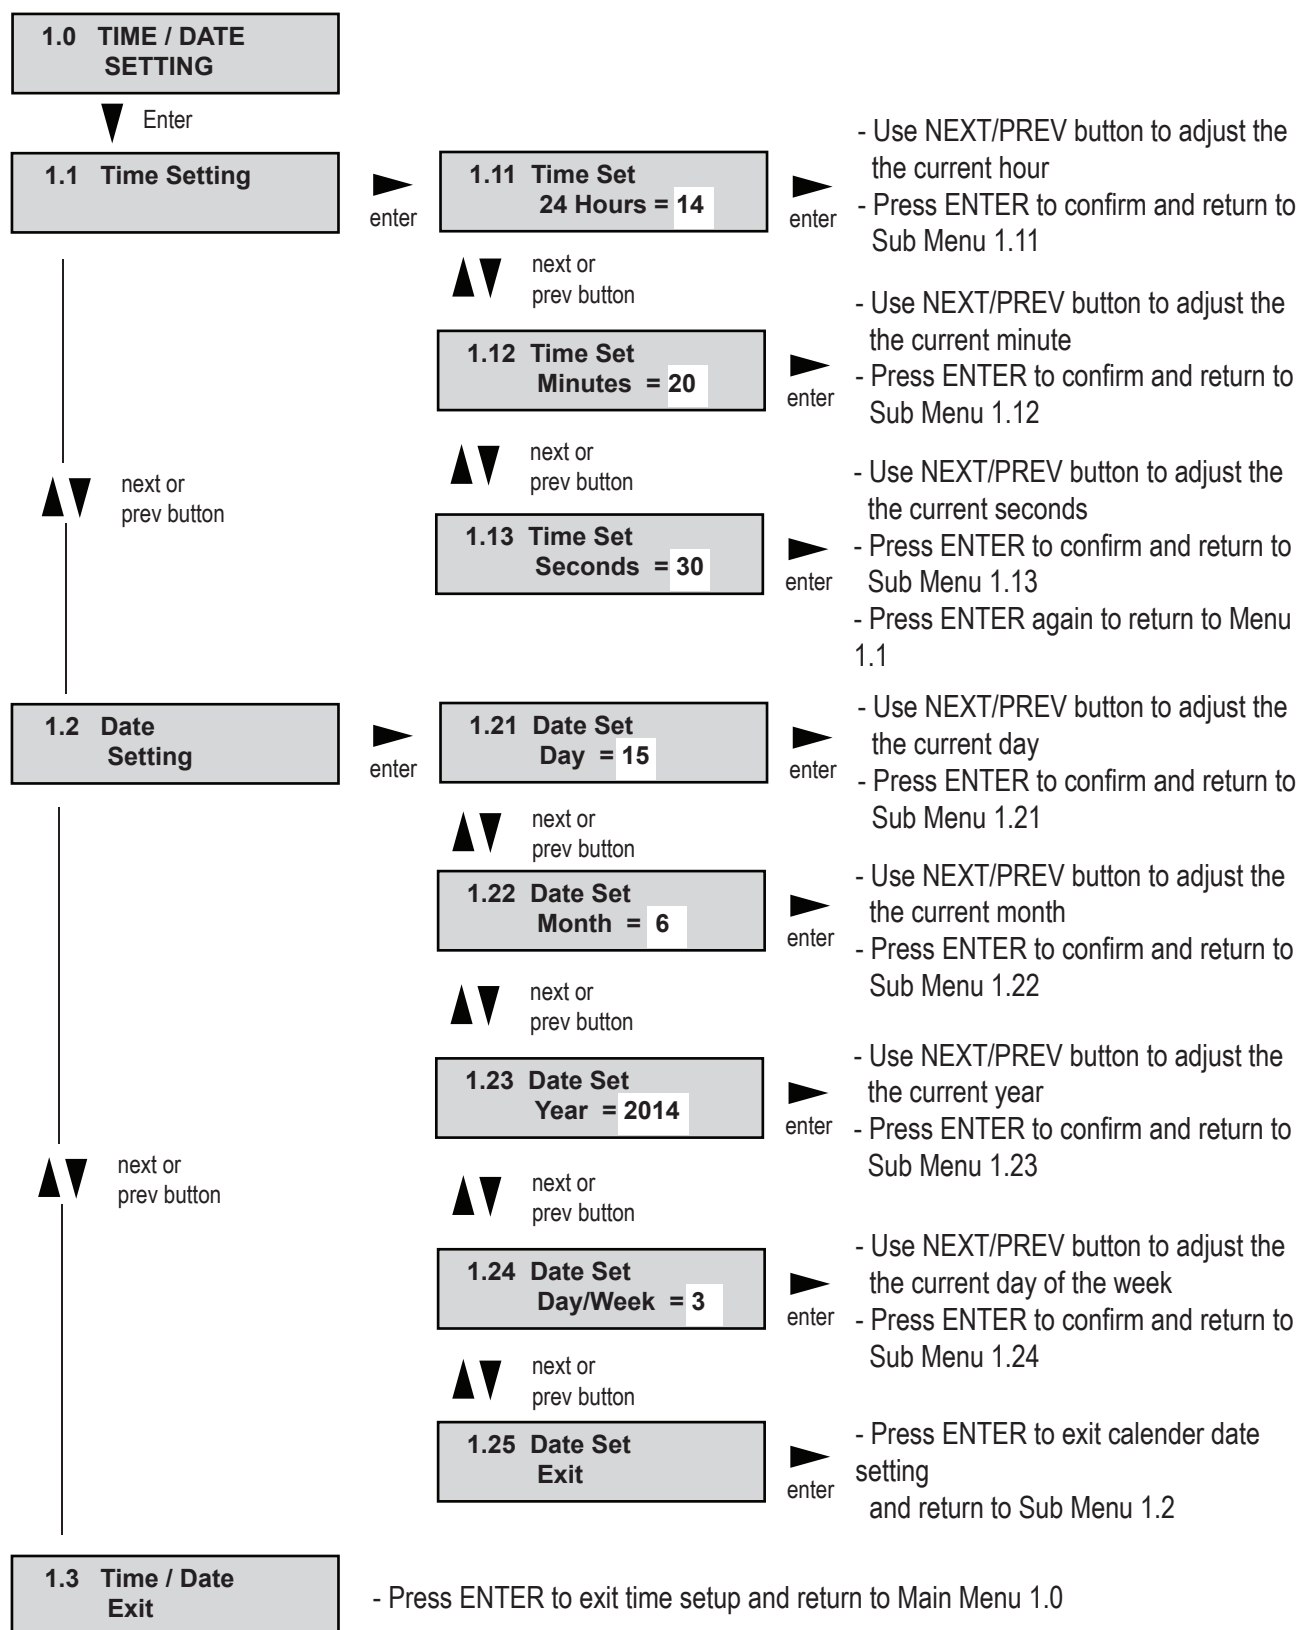 1.0 TIME / DATE
SETTING
Enter
1.1 Time Setting
enter
1.11 Time Set
24 Hours = 14
enter
- Use NEXT/PREV button to adjust the
the current hour
- Press ENTER to confirm and return to
Sub Menu 1.11
next or
prev button
1.12 Time Set
Minutes = 20
enter
- Use NEXT/PREV button to adjust the
the current minute
- Press ENTER to confirm and return to
Sub Menu 1.12
next or
prev button
1.13 Time Set
Seconds = 30
enter
- Use NEXT/PREV button to adjust the
the current seconds
- Press ENTER to confirm and return to
Sub Menu 1.13
- Press ENTER again to return to Menu
1.1
next or
prev button
1.2 Date
Setting
enter
1.21 Date Set
Day = 15
enter
- Use NEXT/PREV button to adjust the
the current day
- Press ENTER to confirm and return to
Sub Menu 1.21
next or
prev button
1.22 Date Set
Month = 6
enter
- Use NEXT/PREV button to adjust the
the current month
- Press ENTER to confirm and return to
Sub Menu 1.22
next or
prev button
1.23 Date Set
Year = 2014
enter
- Use NEXT/PREV button to adjust the
the current year
- Press ENTER to confirm and return to
Sub Menu 1.23
next or
prev button
1.24 Date Set
Day/Week = 3
enter
- Use NEXT/PREV button to adjust the
the current day of the week
- Press ENTER to confirm and return to
Sub Menu 1.24
next or
prev button
1.25 Date Set
Exit
enter
- Press ENTER to exit calender date
setting
and return to Sub Menu 1.2
next or
prev button
1.3 Time / Date
Exit
- Press ENTER to exit time setup and return to Main Menu 1.0